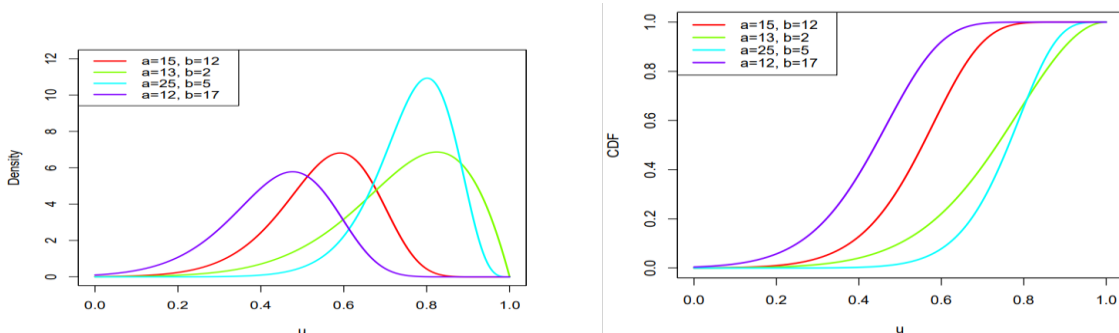 a=15, b=12
a=13, b=2
a=25, b=5
a=12, b=17
Density
12
10
8
6
4
2
0
0.0 0.2 0.4 0.6 0.8 1.0
u
a=15, b=12
a=13, b=2
a=25, b=5
a=12, b=17
CDF
1.0
0.8
0.6
0.4
0.2
0.0
0.0 0.2 0.4 0.6 0.8 1.0
u